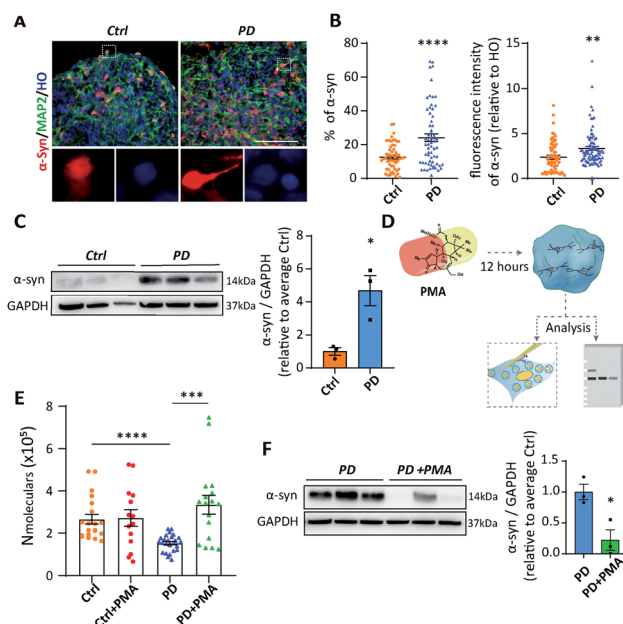 A
Ctrl
PD
α-Syn/MAP2/HO
B
% of α-syn
80
60
40
20
0
****
Ctrl
PD
fluorescence intensity
of α-syn (relative to HO)
15
10
5
0
**
Ctrl
PD
C
Ctrl
PD
α-syn
14kDa
GAPDH
37kDa
α-syn / GAPDH
(relative to average Ctrl)
8
6
4
2
0
*
Ctrl
PD
D
PMA
12 hours
Analysis
E
Nmoleculars (x10⁵)
8
6
4
2
0
****
***
Ctrl
Ctrl+PMA
PD
PD+PMA
F
PD
PD +PMA
α-syn
14kDa
GAPDH
37kDa
α-syn / GAPDH
(relative to average Ctrl)
1.5
1.0
0.5
0.0
*
PD
PD+PMA